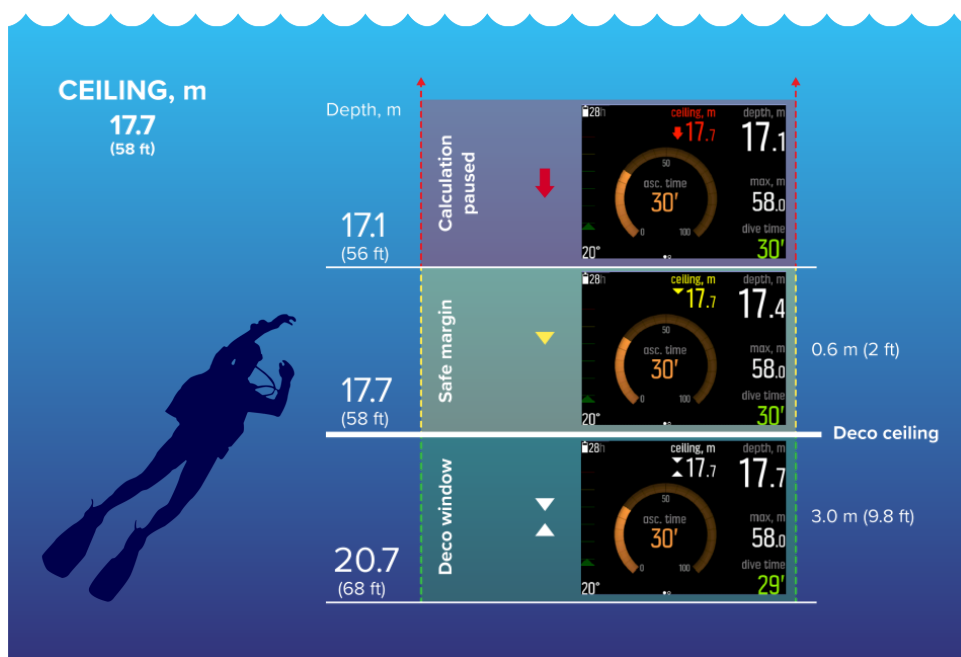 CEILING, m
17.7
(58 ft)
Depth, m
17.1
(56 ft)
Calculation
paused
28h
ceiling, m
17.7
depth, m
17.1
50
asc. time
30'
0
100
max, m
58.0
dive time
30'
20°
17.7
(58 ft)
Safe margin
28h
ceiling, m
17.7
depth, m
17.4
50
asc. time
30'
0
100
max, m
58.0
dive time
30'
20°
0.6 m (2 ft)
Deco ceiling
20.7
(68 ft)
Deco window
28h
ceiling, m
17.7
depth, m
17.7
50
asc. time
30'
0
100
max, m
58.0
dive time
29'
20°
3.0 m (9.8 ft)